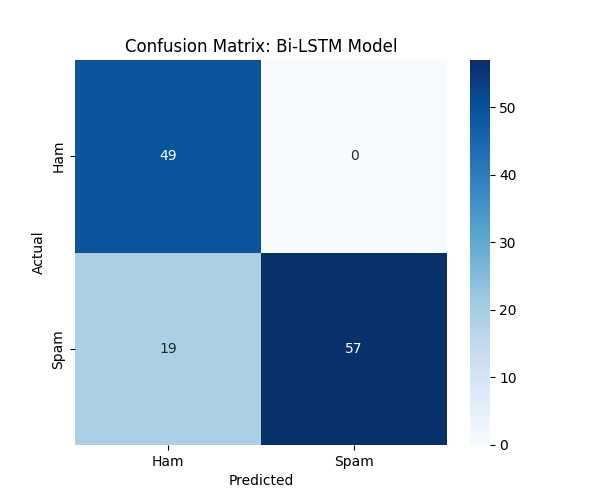 Confusion Matrix: Bi-LSTM Model
Actual
Ham
49
0
Spam
19
57
Ham
Spam
Predicted
50
40
30
20
10
0